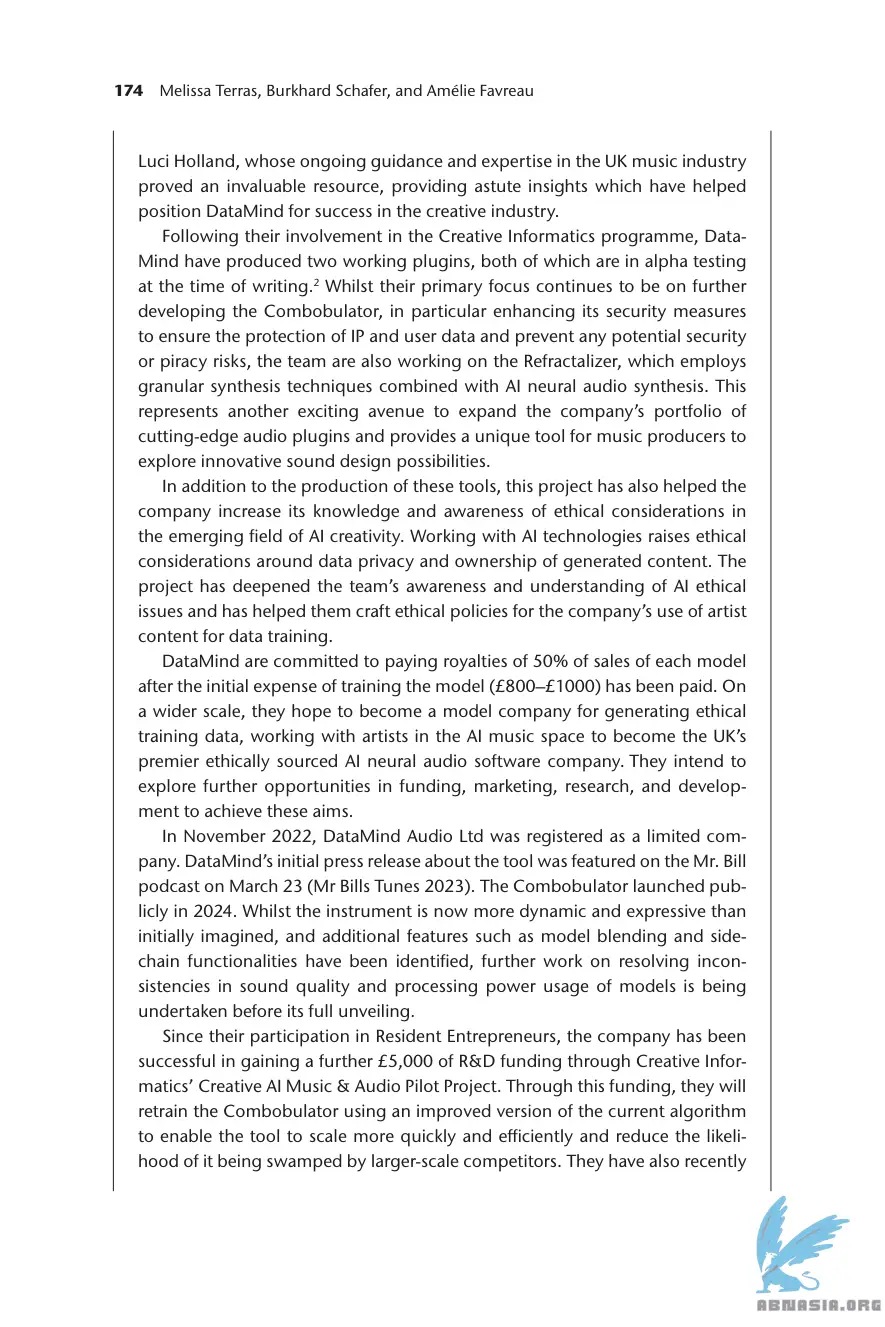 174 Melissa Terras, Burkhard Schafer, and Amélie Favreau
Luci Holland, whose ongoing guidance and expertise in the UK music industry
proved an invaluable resource, providing astute insights which have helped
position DataMind for success in the creative industry.
Following their involvement in the Creative Informatics programme, Data-
Mind have produced two working plugins, both of which are in alpha testing
at the time of writing.² Whilst their primary focus continues to be on further
developing the Combobulator, in particular enhancing its security measures
to ensure the protection of IP and user data and prevent any potential security
or piracy risks, the team are also working on the Refractalizer, which employs
granular synthesis techniques combined with AI neural audio synthesis. This
represents another exciting avenue to expand the company’s portfolio of
cutting-edge audio plugins and provides a unique tool for music producers to
explore innovative sound design possibilities.
In addition to the production of these tools, this project has also helped the
company increase its knowledge and awareness of ethical considerations in
the emerging field of AI creativity. Working with AI technologies raises ethical
considerations around data privacy and ownership of generated content. The
project has deepened the team’s awareness and understanding of AI ethical
issues and has helped them craft ethical policies for the company’s use of artist
content for data training.
DataMind are committed to paying royalties of 50% of sales of each model
after the initial expense of training the model (£800–£1000) has been paid. On
a wider scale, they hope to become a model company for generating ethical
training data, working with artists in the AI music space to become the UK’s
premier ethically sourced AI neural audio software company. They intend to
explore further opportunities in funding, marketing, research, and develop-
ment to achieve these aims.
In November 2022, DataMind Audio Ltd was registered as a limited com-
pany. DataMind’s initial press release about the tool was featured on the Mr. Bill
podcast on March 23 (Mr Bills Tunes 2023). The Combobulator launched pub-
licly in 2024. Whilst the instrument is now more dynamic and expressive than
initially imagined, and additional features such as model blending and side-
chain functionalities have been identified, further work on resolving incon-
sistencies in sound quality and processing power usage of models is being
undertaken before its full unveiling.
Since their participation in Resident Entrepreneurs, the company has been
successful in gaining a further £5,000 of R&D funding through Creative Infor-
matics’ Creative AI Music & Audio Pilot Project. Through this funding, they will
retrain the Combobulator using an improved version of the current algorithm
to enable the tool to scale more quickly and efficiently and reduce the likeli-
hood of it being swamped by larger-scale competitors. They have also recently
ABNASIA.ORG